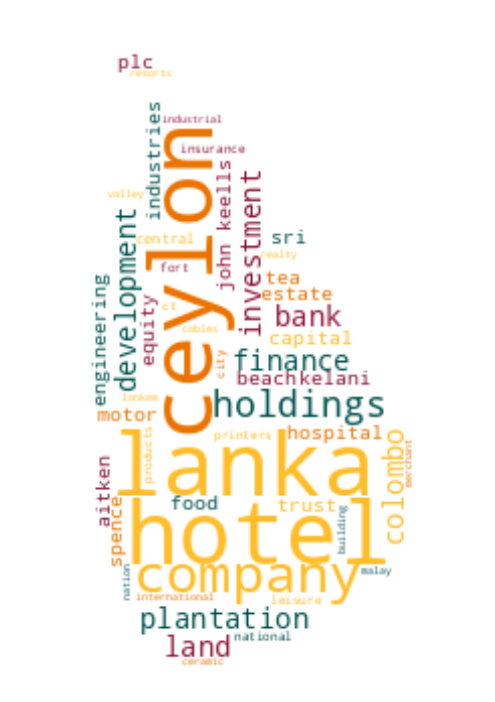 plc
resorts
industries
industrial
ceylon
insurance
john keells
investment
valley
development
central
sri
fort
realty
tea
engineering
equity
estate
ct
bank
cables
capital
city
finance
beachkelani
lankem
holdings
motor
printers
hospital
lanka
products
colombo
merchant
aitken
spence
food
trust
hotel
building
company
nation
malay
international
leisure
plantation
national
land
ceramic